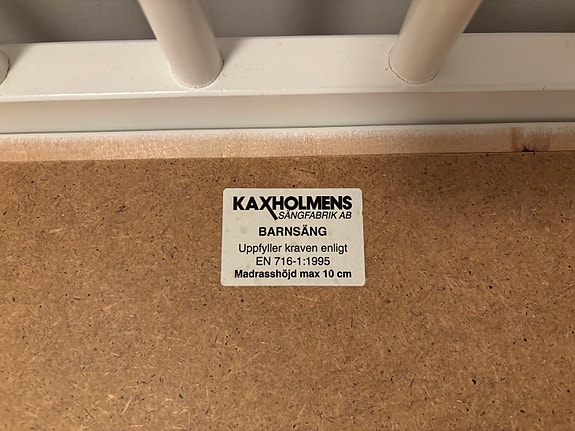 KAXHOLMENS
SÄNGFABRIK AB
BARNSÄNG
Uppfyller kraven enligt
EN 716-1:1995
Madrasshöjd max 10 cm